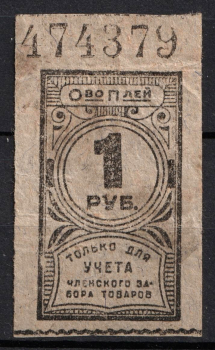 474379
ОВОПЛЕЙ
1
РУБ.
ТОЛЬКО ДЛЯ
УЧЕТА
ЧЛЕНСКОГО ЗА-
БОРА ТОВАРОВ